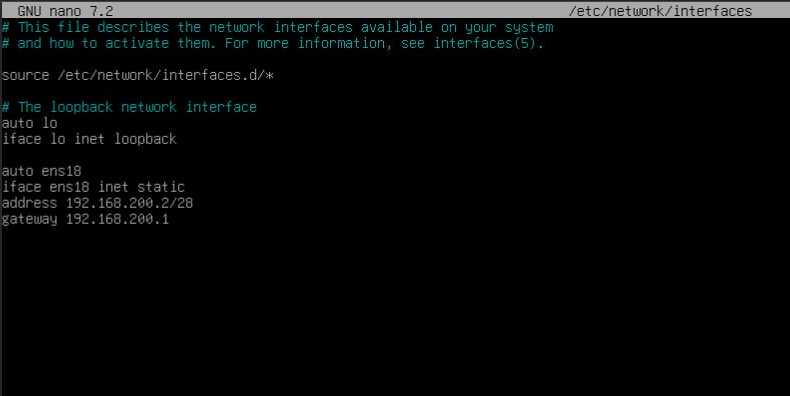 GNU nano 7.2 /etc/network/interfaces
# This file describes the network interfaces available on your system
# and how to activate them. For more information, see interfaces(5).
source /etc/network/interfaces.d/*
# The loopback network interface
auto lo
iface lo inet loopback
auto ens18
iface ens18 inet static
address 192.168.200.2/28
gateway 192.168.200.1